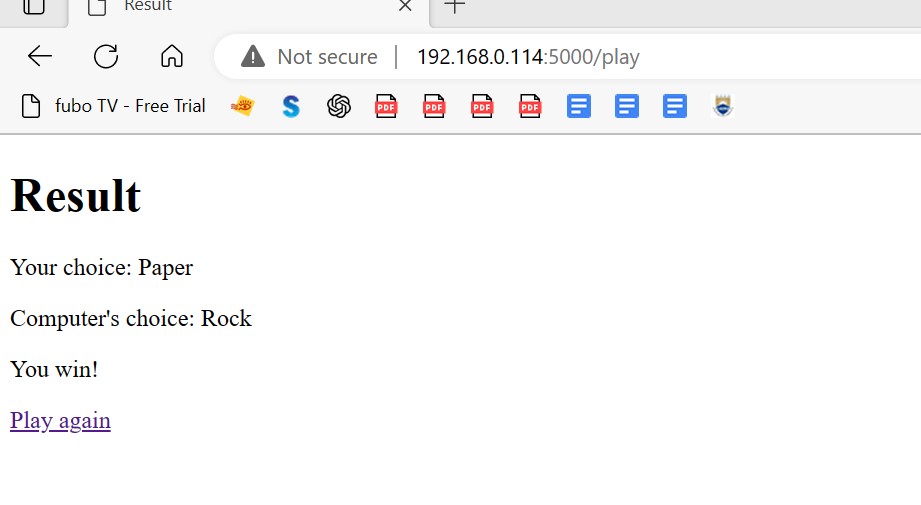 Result
Not secure | 192.168.0.114:5000/play
fubo TV - Free Trial
S
PDF
PDF
PDF
PDF
Result
Your choice: Paper
Computer's choice: Rock
You win!
Play again